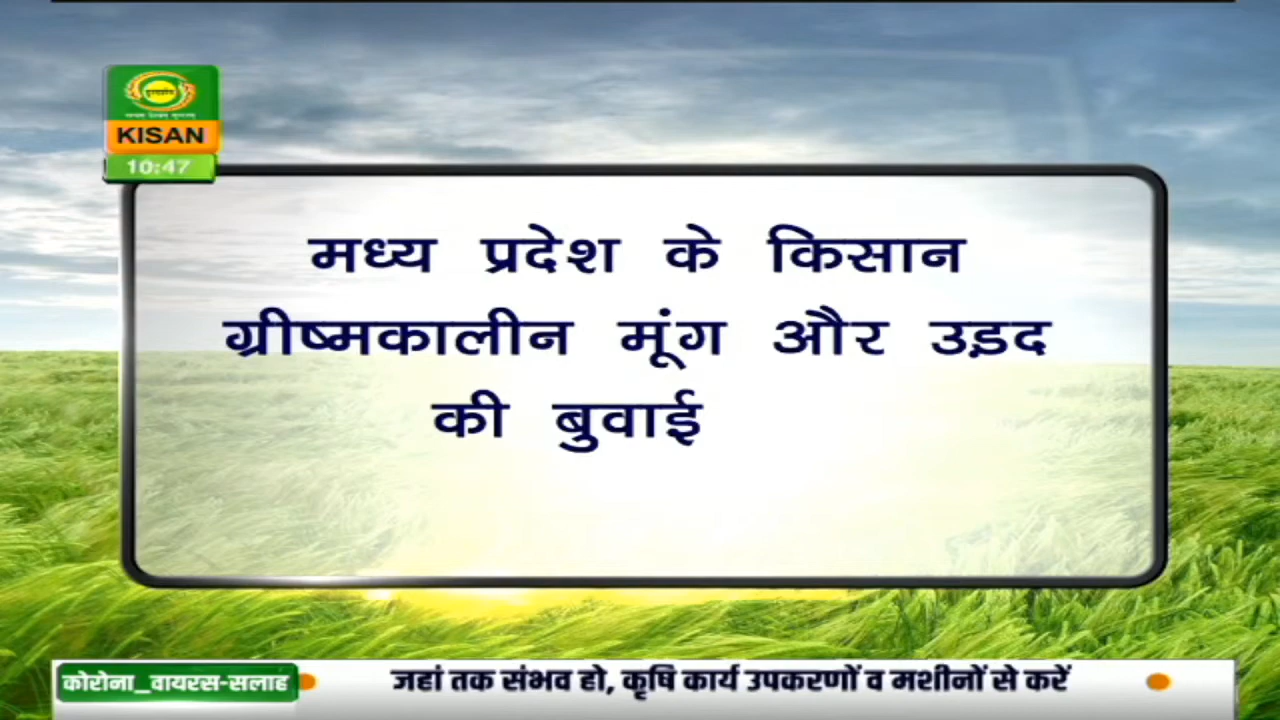 KISAN
10:47
मध्य प्रदेश के किसान
ग्रीष्मकालीन मूंग और उड़द
की बुवाई
कोरोना_वायरस-सलाह
जहां तक संभव हो, कृषि कार्य उपकरणों व मशीनों से करें